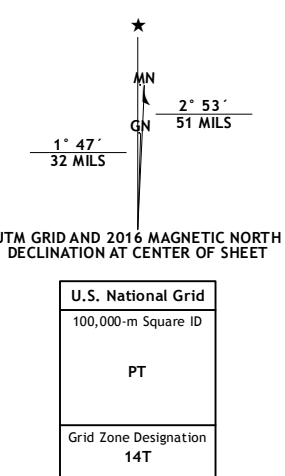 MN
GN
2° 53´
51 MILS
1° 47´
32 MILS
UTM GRID AND 2016 MAGNETIC NORTH
DECLINATION AT CENTER OF SHEET
U.S. National Grid
100,000-m Square ID
PT
Grid Zone Designation
14T